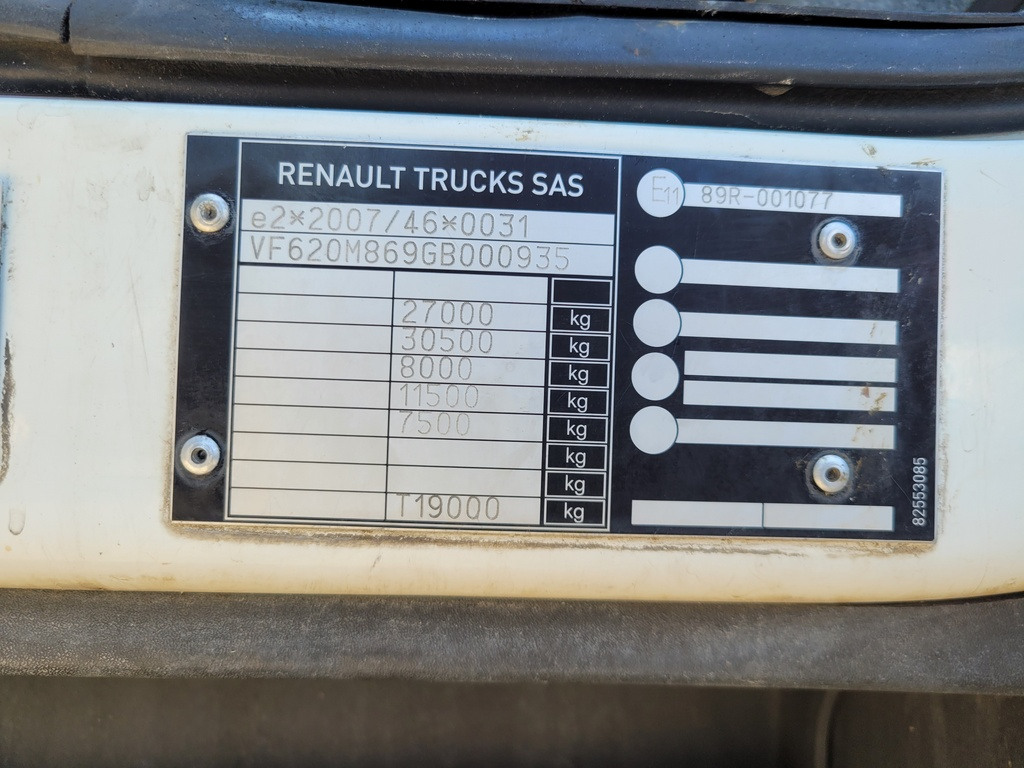 RENAULT TRUCKS SAS
e2*2007/46*0031
VF620M869GB000935
27000 kg
30500 kg
8000 kg
11500 kg
7500 kg
kg
kg
T19000 kg
E11 89R-001077
82553085